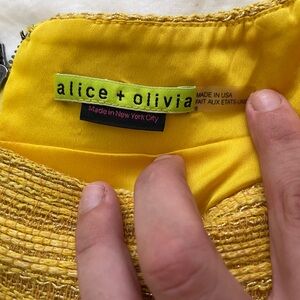 alice + olivia
MADE IN USA
FAIT AUX ETATS-UNIS
Made in New York City